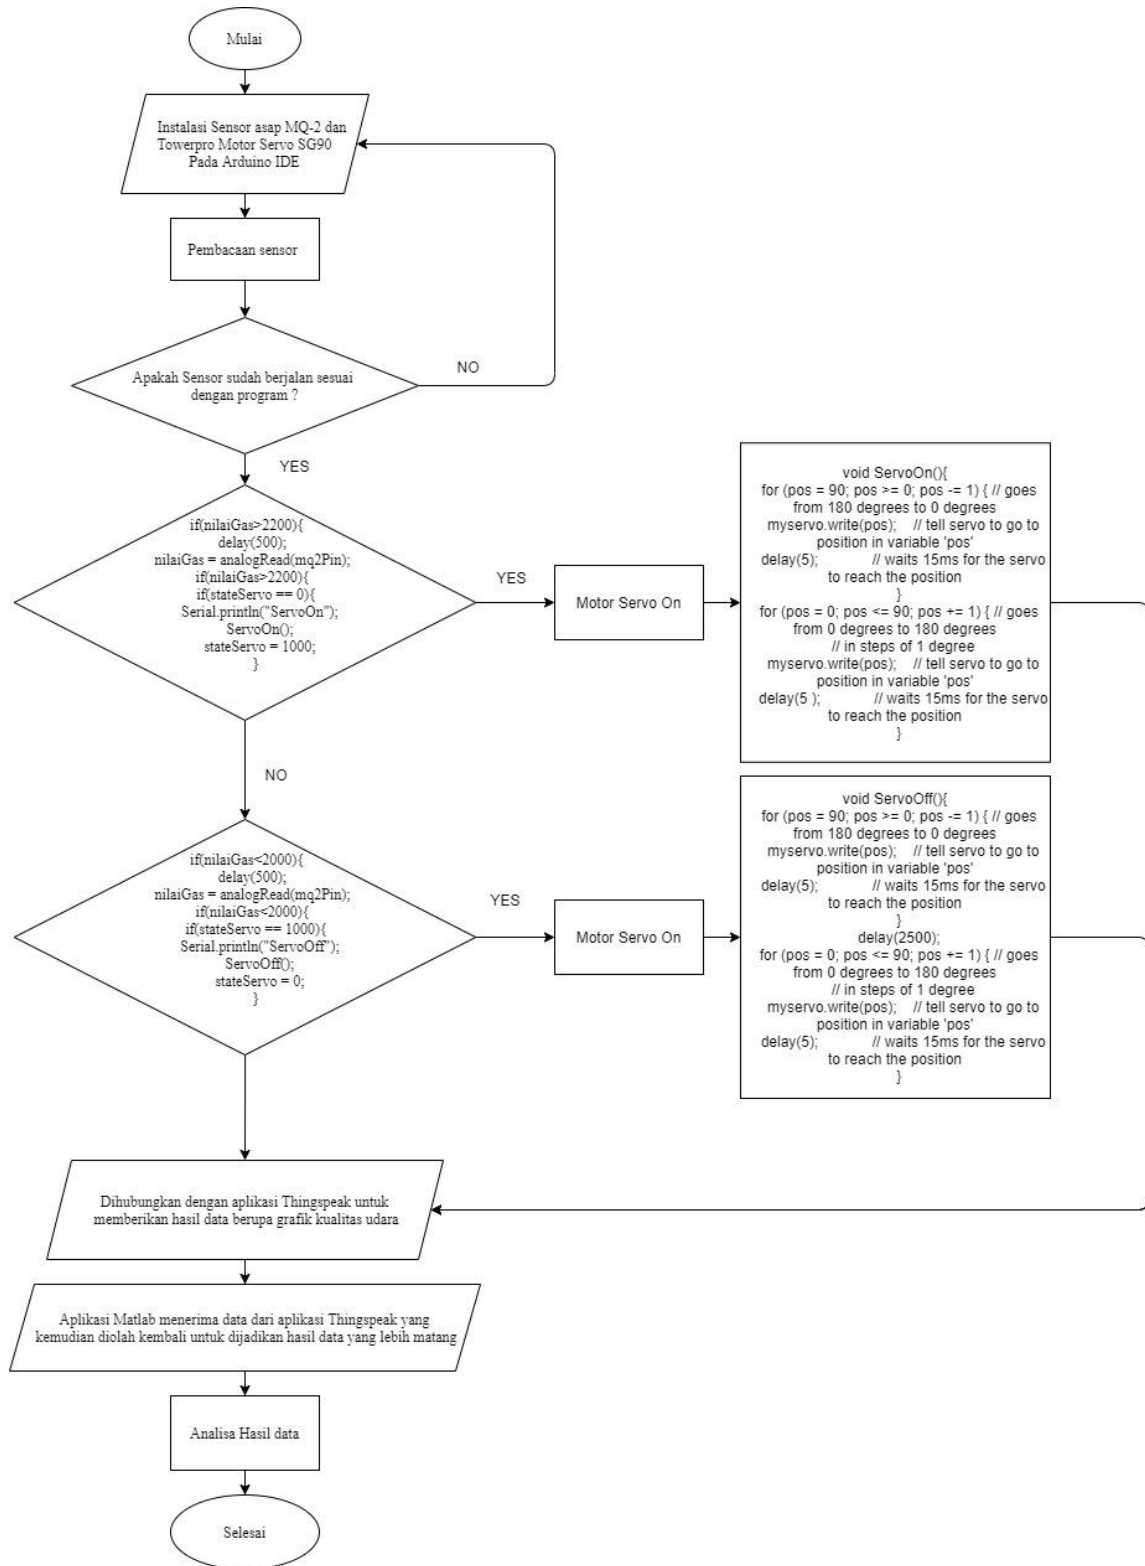 Mulai
Instalasi Sensor asap MQ-2 dan
Towerpro Motor Servo SG90
Pada Arduino IDE
Pembacaan sensor
Apakah Sensor sudah berjalan sesuai
dengan program ?
NO
YES
if(nilaiGas>2200){
delay(500);
nilaiGas = analogRead(mq2Pin);
if(nilaiGas>2200){
if(stateServo == 0){
Serial.println("ServoOn");
ServoOn();
stateServo = 1000;
}
YES
Motor Servo On
void ServoOn(){
for (pos = 90; pos >= 0; pos -= 1) { // goes
from 180 degrees to 0 degrees
myservo.write(pos); // tell servo to go to
position in variable 'pos'
delay(5); // waits 15ms for the servo
to reach the position
}
for (pos = 0; pos <= 90; pos += 1) { // goes
from 0 degrees to 180 degrees
// in steps of 1 degree
myservo.write(pos); // tell servo to go to
position in variable 'pos'
delay(5 ); // waits 15ms for the servo
to reach the position
}
NO
if(nilaiGas<2000){
delay(500);
nilaiGas = analogRead(mq2Pin);
if(nilaiGas<2000){
if(stateServo == 1000){
Serial.println("ServoOff");
ServoOff();
stateServo = 0;
}
YES
Motor Servo On
void ServoOff(){
for (pos = 90; pos >= 0; pos -= 1) { // goes
from 180 degrees to 0 degrees
myservo.write(pos); // tell servo to go to
position in variable 'pos'
delay(5); // waits 15ms for the servo
to reach the position
}
delay(2500);
for (pos = 0; pos <= 90; pos += 1) { // goes
from 0 degrees to 180 degrees
// in steps of 1 degree
myservo.write(pos); // tell servo to go to
position in variable 'pos'
delay(5); // waits 15ms for the servo
to reach the position
}
Dihubungkan dengan aplikasi Thingspeak untuk
memberikan hasil data berupa grafik kualitas udara
Aplikasi Matlab menerima data dari aplikasi Thingspeak yang
kemudian diolah kembali untuk dijadikan hasil data yang lebih matang
Analisa Hasil data
Selesai